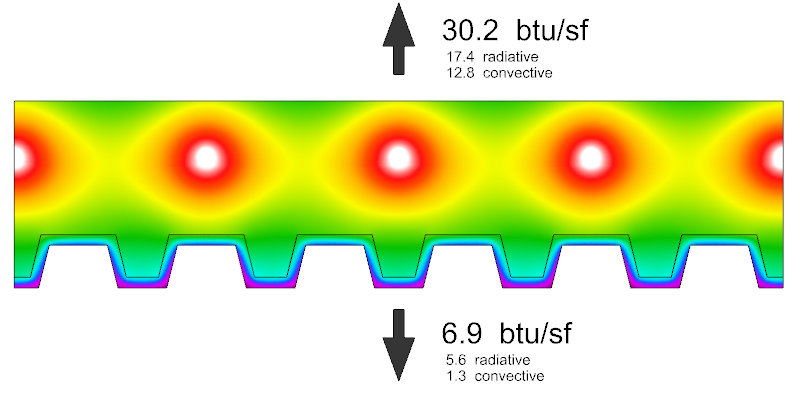 30.2 btu/sf
17.4 radiative
12.8 convective
6.9 btu/sf
5.6 radiative
1.3 convective